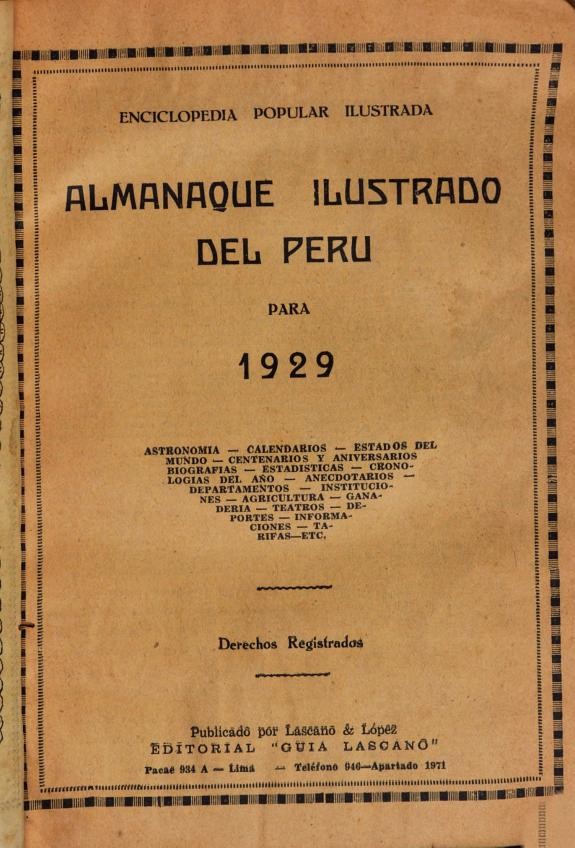 ENCICLOPEDIA POPULAR ILUSTRADA
ALMANAQUE ILUSTRADO
DEL PERU
PARA
1929
ASTRONOMIA — CALENDARIOS — ESTADOS DEL
MUNDO — CENTENARIOS Y ANIVERSARIOS
BIOGRAFIAS — ESTADISTICAS — CRONO-
LOGIAS DEL AÑO — ANECDOTARIOS —
DEPARTAMENTOS — INSTITUCIO-
NES — AGRICULTURA — GANA-
DERIA — TEATROS — DE-
PORTES — INFORMA-
CIONES — TA-
RIFAS—ETC.
Derechos Registrados
Publicado por Lascano & López
EDITORIAL "GUIA LASCANO"
Pacae 934 A — Lima — Teléfono 946—Apartado 1971